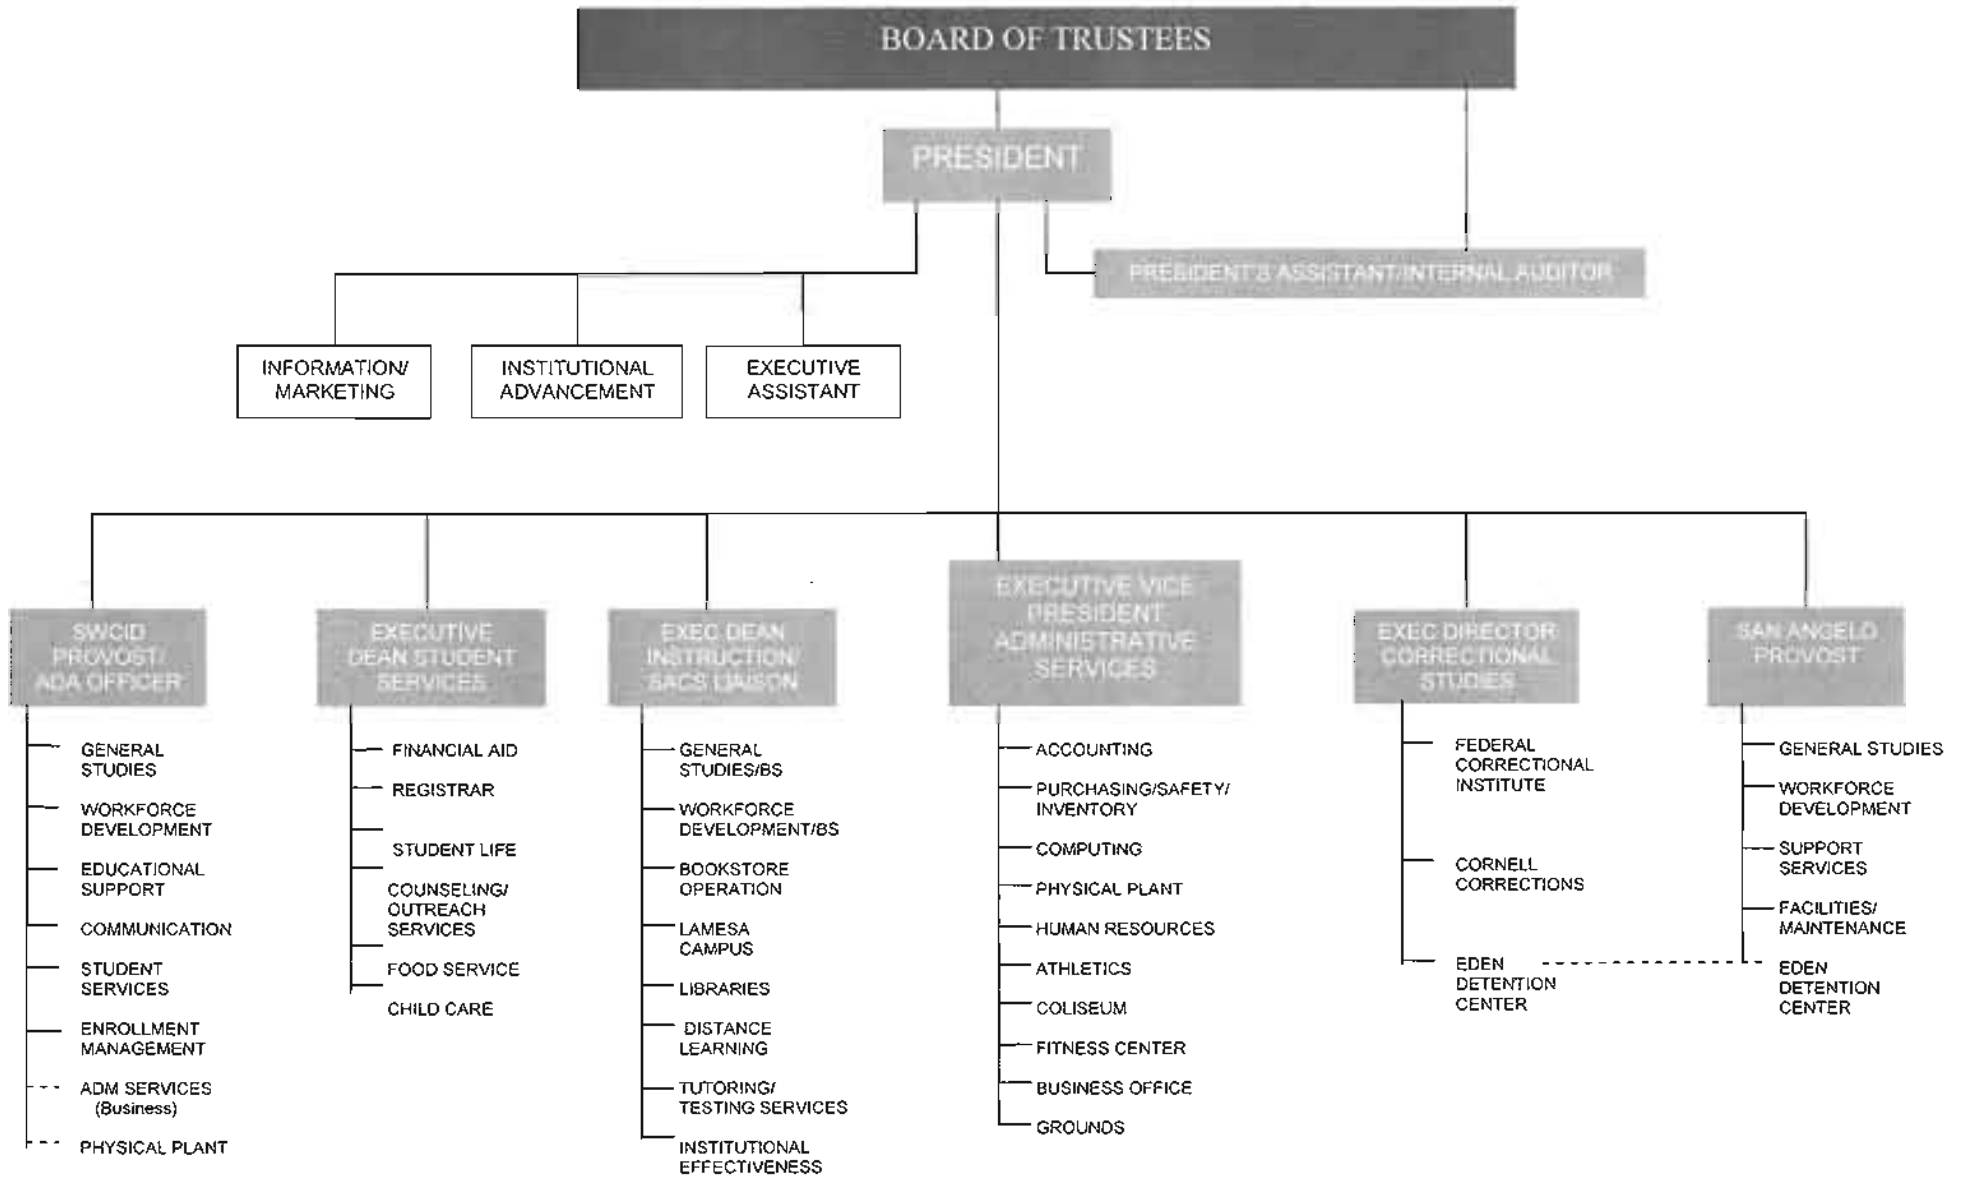 BOARD OF TRUSTEES
PRESIDENT
PRESIDENT'S ASSISTANT/INTERNAL AUDITOR
INFORMATION/
MARKETING
INSTITUTIONAL
ADVANCEMENT
EXECUTIVE
ASSISTANT
SWCID
PROVOST/
ADA OFFICER
GENERAL
STUDIES
WORKFORCE
DEVELOPMENT
EDUCATIONAL
SUPPORT
COMMUNICATION
STUDENT
SERVICES
ENROLLMENT
MANAGEMENT
ADM SERVICES
(Business)
PHYSICAL PLANT
EXECUTIVE
DEAN STUDENT
SERVICES
FINANCIAL AID
REGISTRAR
STUDENT LIFE
COUNSELING/
OUTREACH
SERVICES
FOOD SERVICE
CHILD CARE
EXEC DEAN
INSTRUCTION/
SACS LIAISON
GENERAL
STUDIES/BS
WORKFORCE
DEVELOPMENT/BS
BOOKSTORE
OPERATION
LAMESA
CAMPUS
LIBRARIES
DISTANCE
LEARNING
TUTORING/
TESTING SERVICES
INSTITUTIONAL
EFFECTIVENESS
EXECUTIVE VICE
PRESIDENT
ADMINISTRATIVE
SERVICES
ACCOUNTING
PURCHASING/SAFETY/
INVENTORY
COMPUTING
PHYSICAL PLANT
HUMAN RESOURCES
ATHLETICS
COLISEUM
FITNESS CENTER
BUSINESS OFFICE
GROUNDS
EXEC DIRECTOR
CORRECTIONAL
STUDIES
FEDERAL
CORRECTIONAL
INSTITUTE
CORNELL
CORRECTIONS
EDEN
DETENTION
CENTER
SAN ANGELO
PROVOST
GENERAL STUDIES
WORKFORCE
DEVELOPMENT
SUPPORT
SERVICES
FACILITIES/
MAINTENANCE
EDEN
DETENTION
CENTER